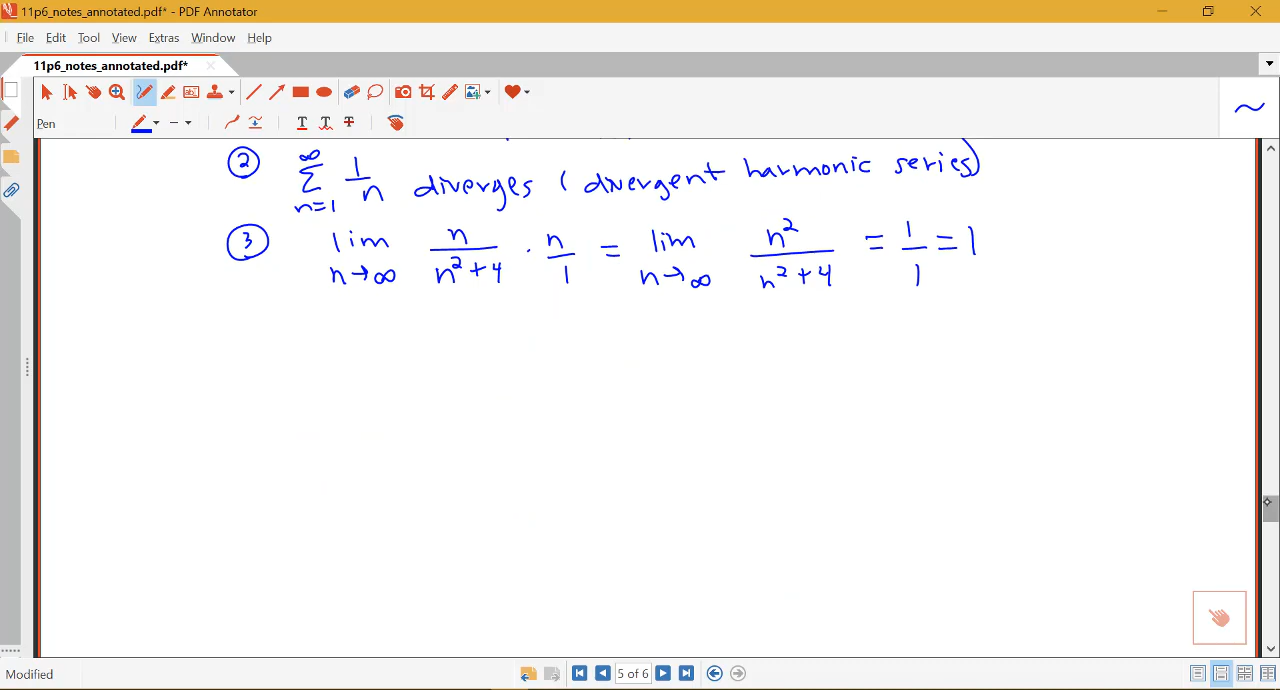 11p6_notes_annotated.pdf* - PDF Annotator
File Edit Tool View Extras Window Help
11p6_notes_annotated.pdf*
Pen
② ∞ Σ n=1 1/n diverges (divergent harmonic series)
③ lim n→∞ n/(n²+4) · n/1 = lim n→∞ n²/(n²+4) = 1/1 = 1
Modified 5 of 6